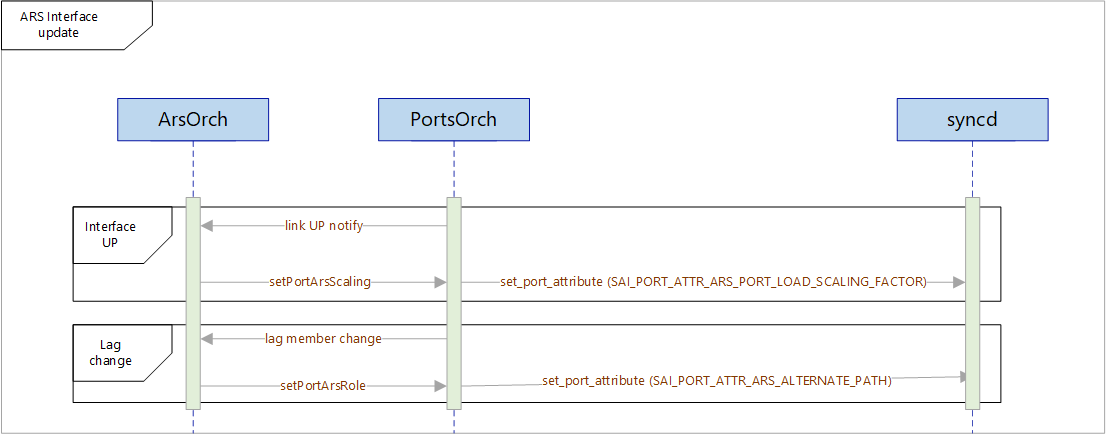 ARS Interface
update
ArsOrch
PortsOrch
syncd
Interface
UP
link UP notify
setPortArsScaling
set_port_attribute (SAI_PORT_ATTR_ARS_PORT_LOAD_SCALING_FACTOR)
Lag
change
lag member change
setPortArsRole
set_port_attribute (SAI_PORT_ATTR_ARS_ALTERNATE_PATH)